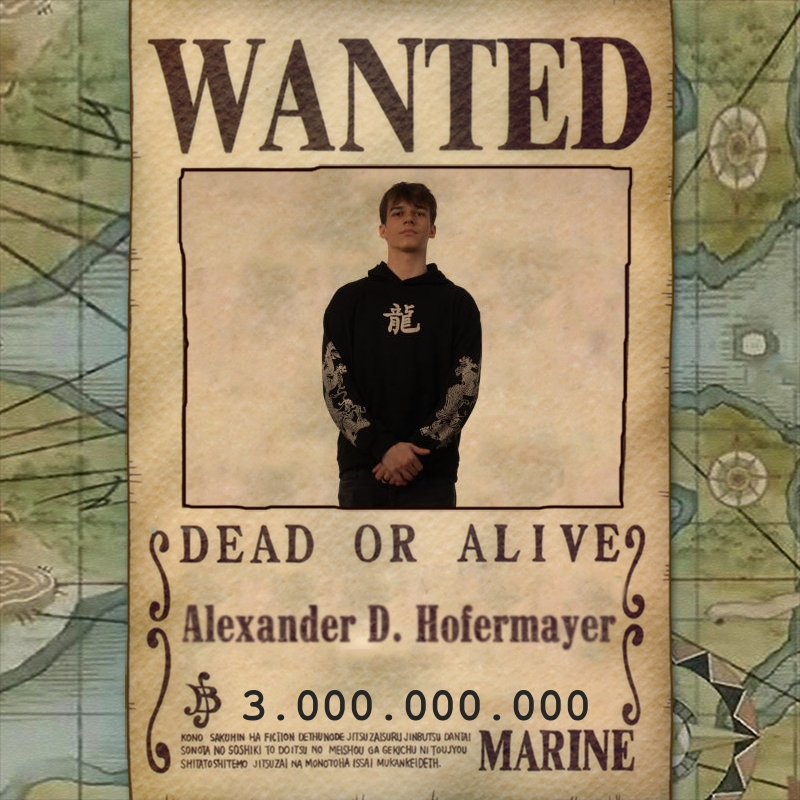 WANTED
龍
DEAD OR ALIVE
Alexander D. Hofermayer
3.000.000.000
KONO SAKUHIN HA FICTION DETHUNODE JITSUZAISURU JINBUTSU DANTAI
SONOTA NO SOSHIKI TO DOITSU NO MEISHOU GA GEKICHU NI TOUJYOU
SHITATOSHITEMO JITSUZAI NA MONOTOHA ISSAI MUKANKEIDETH.
MARINE